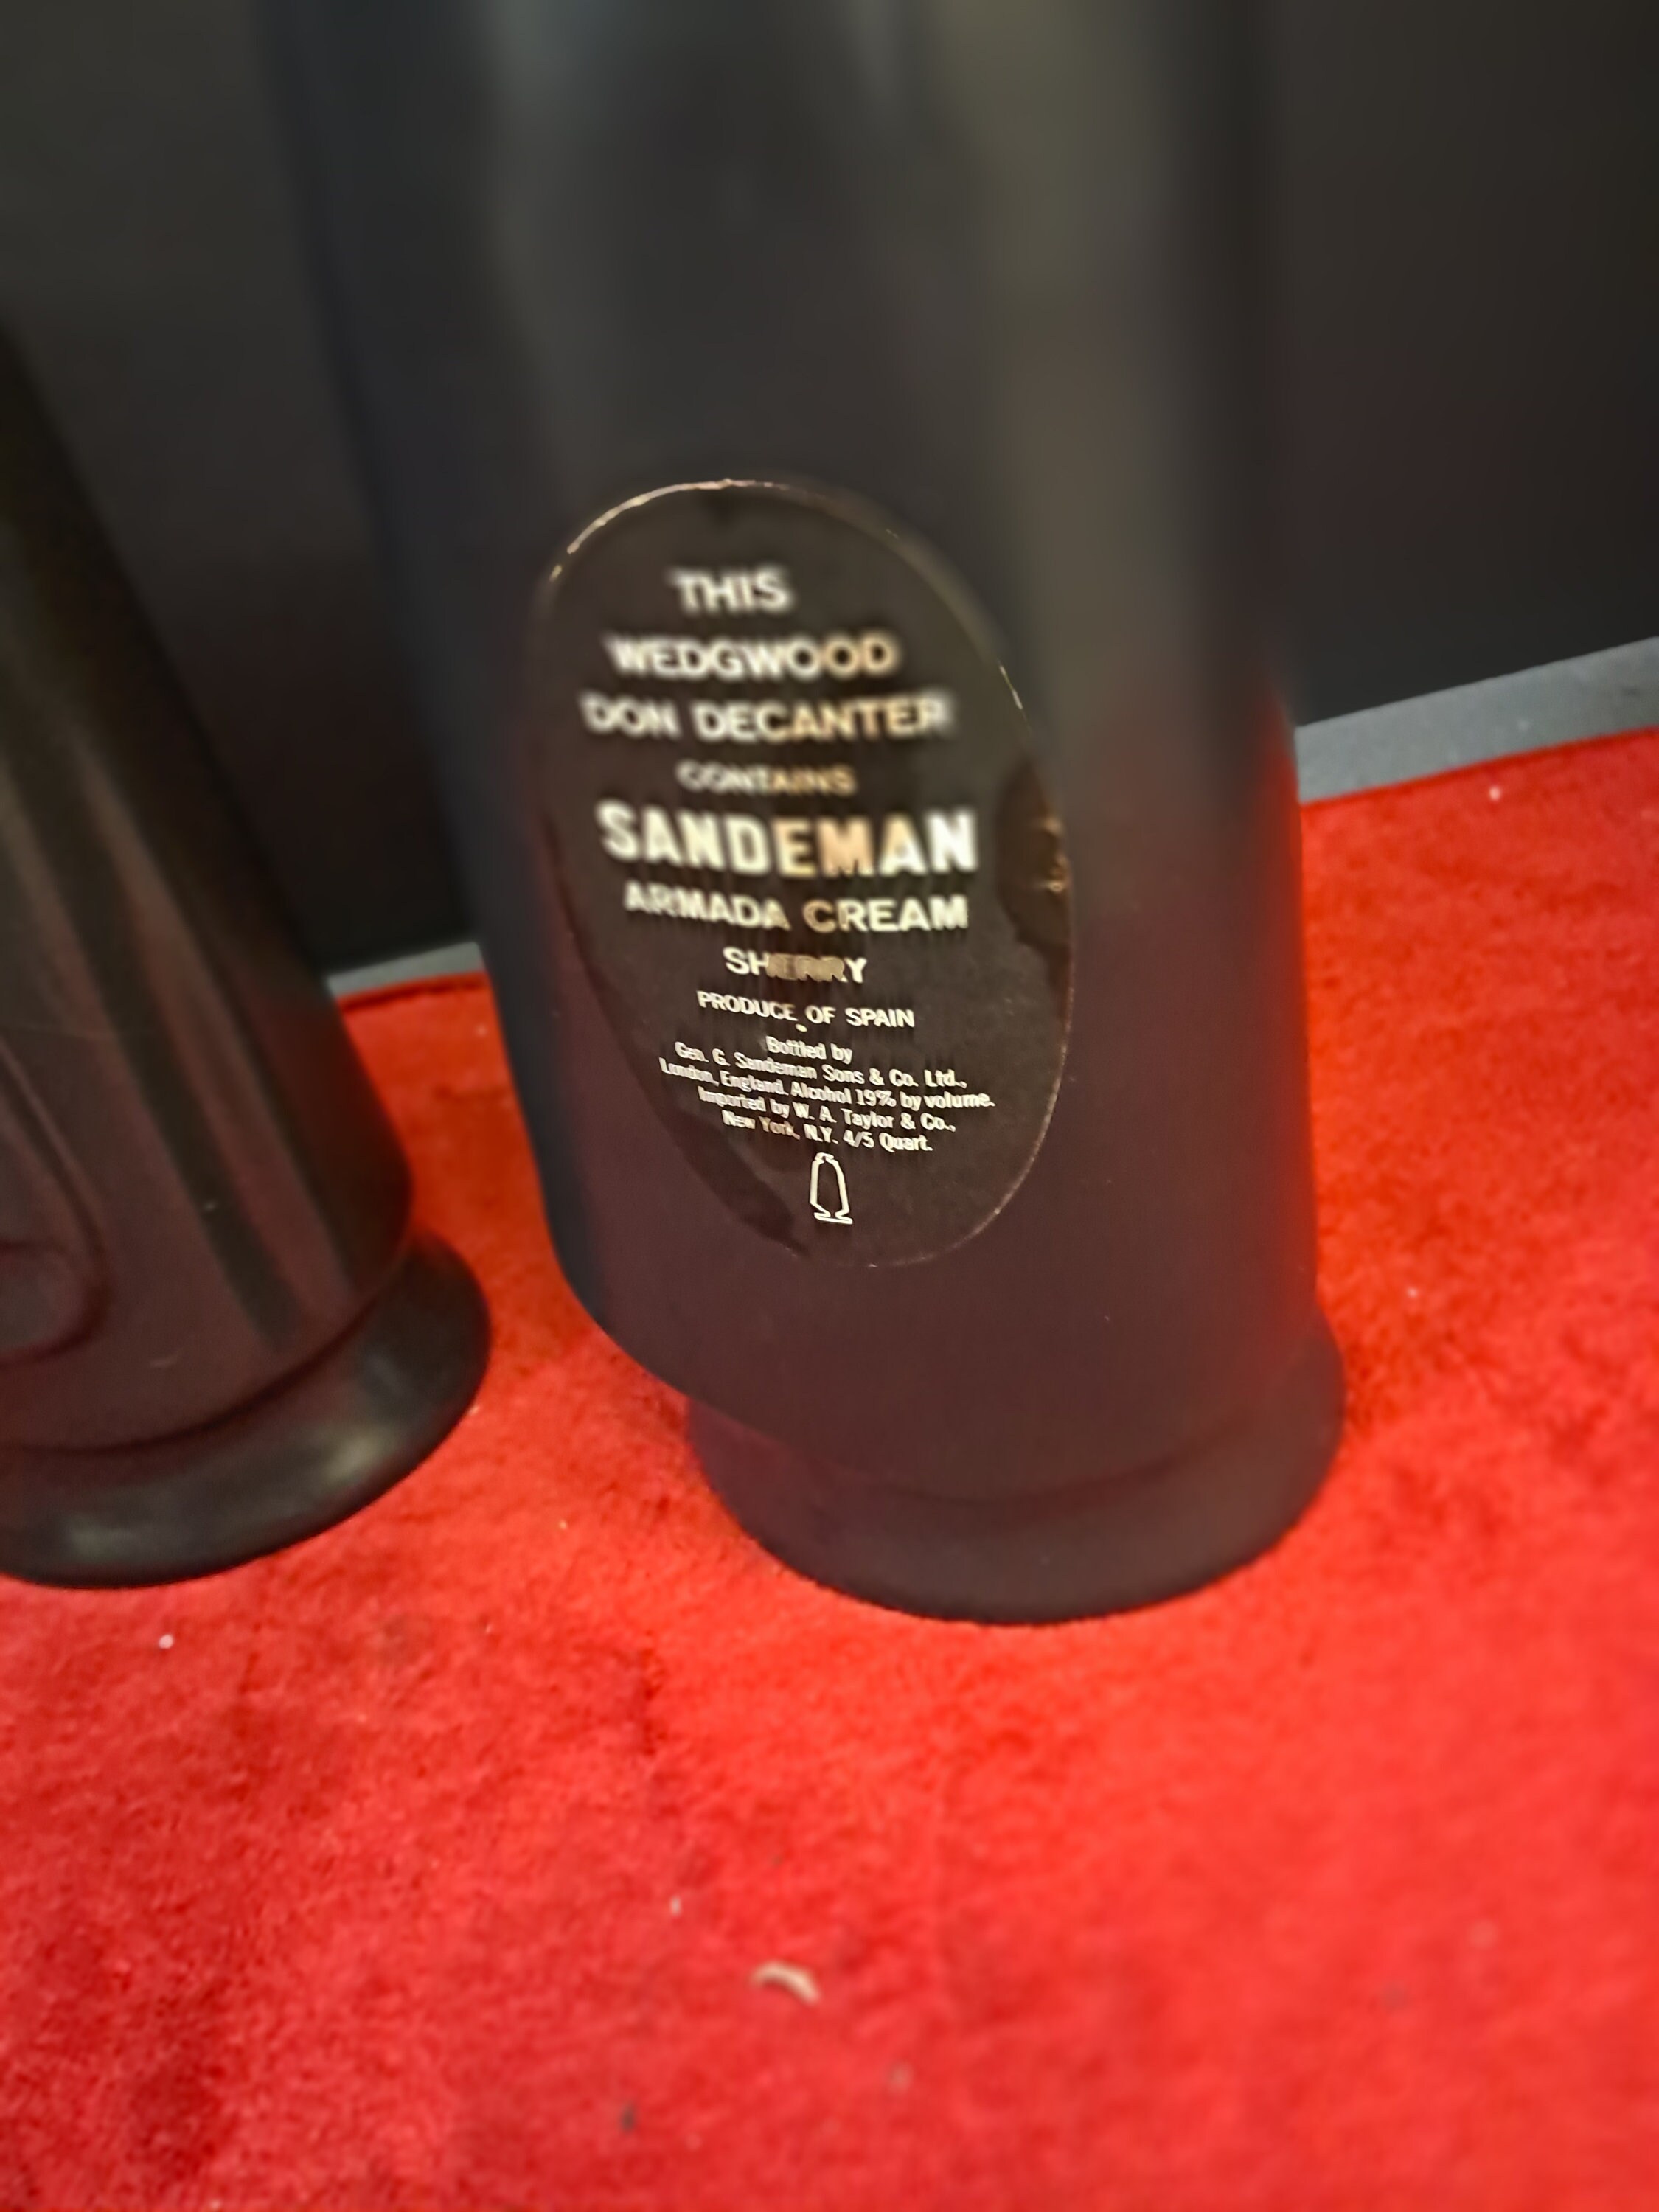 THIS
WEDGWOOD
DON DECANTER
CONTAINS
SANDEMAN
ARMADA CREAM
SHERRY
PRODUCE OF SPAIN
Bottled by
Geo. G. Sandeman Sons & Co. Ltd.,
London, England. Alcohol 19% by volume.
Imported by W. A. Taylor & Co.,
New York, N.Y. 4/5 Quart.